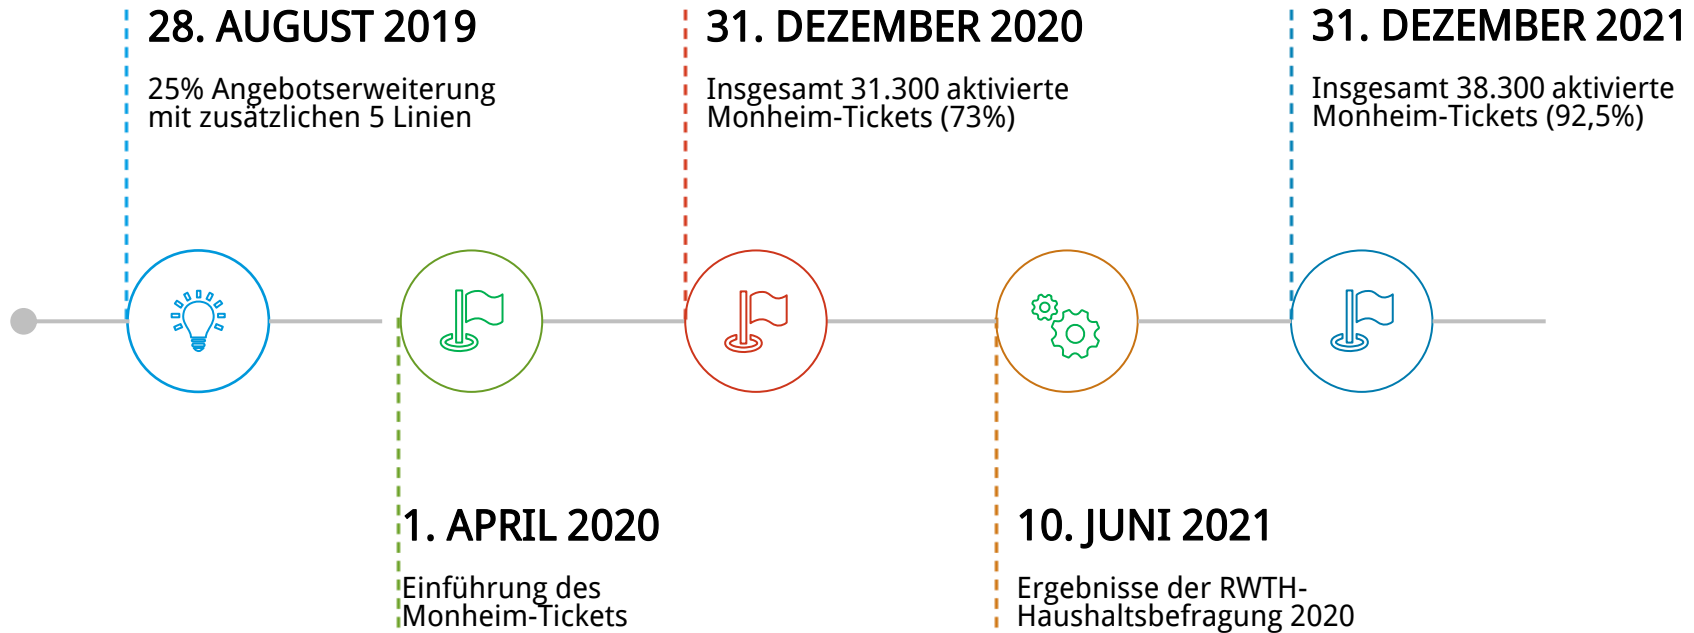 28. AUGUST 2019
25% Angebotserweiterung
mit zusätzlichen 5 Linien
1. APRIL 2020
Einführung des
Monheim-Tickets
31. DEZEMBER 2020
Insgesamt 31.300 aktivierte
Monheim-Tickets (73%)
10. JUNI 2021
Ergebnisse der RWTH-
Haushaltsbefragung 2020
31. DEZEMBER 2021
Insgesamt 38.300 aktivierte
Monheim-Tickets (92,5%)